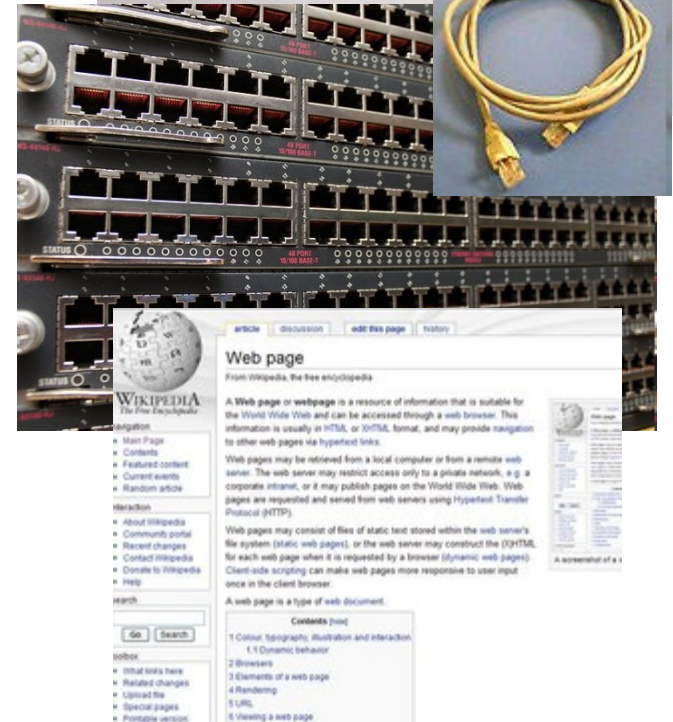 48 PORT
10/100 BASE-T
STATUS
48 PORT
10/100 BASE-T
STATUS
48 PORT
10/100 BASE-T
STATUS
article
discussion
edit this page
history
Web page
From Wikipedia, the free encyclopedia
A Web page or webpage is a resource of information that is suitable for
the World Wide Web and can be accessed through a web browser. This
information is usually in HTML or XHTML format, and may provide navigation
to other web pages via hypertext links.
Web pages may be retrieved from a local computer or from a remote web
server. The web server may restrict access only to a private network, e.g. a
corporate intranet, or it may publish pages on the World Wide Web. Web
pages are requested and served from web servers using Hypertext Transfer
Protocol (HTTP).
Web pages may consist of files of static text stored within the web server's
file system (static web pages), or the web server may construct the (X)HTML
for each web page when it is requested by a browser (dynamic web pages).
Client-side scripting can make web pages more responsive to user input
once in the client browser.
A web page is a type of web document.
Contents [hide]
1 Colour, typography, illustration and interaction
1.1 Dynamic behavior
2 Browsers
3 Elements of a web page
4 Rendering
5 URL
6 Viewing a web page
A screenshot of a
WIKIPEDIA
The Free Encyclopedia
navigation
Main Page
Contents
Featured content
Current events
Random article
interaction
About Wikipedia
Community portal
Recent changes
Contact Wikipedia
Donate to Wikipedia
Help
search
Go
Search
toolbox
What links here
Related changes
Upload file
Special pages
Printable version